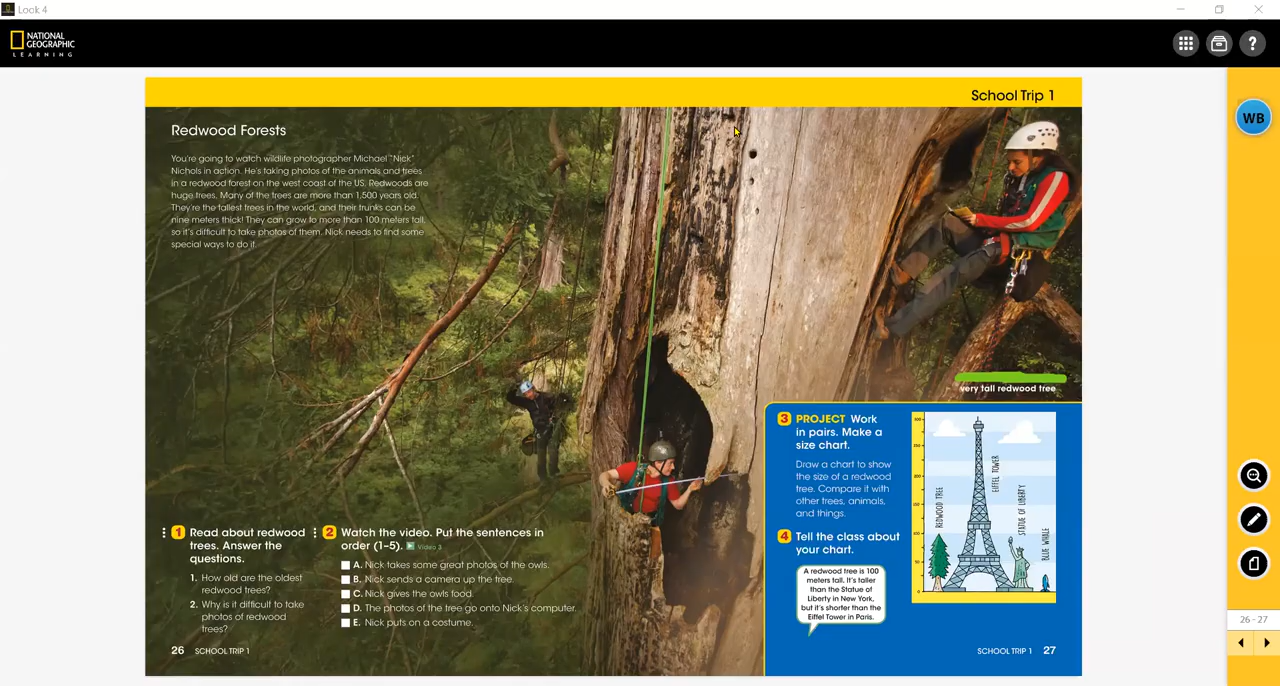 Look 4
NATIONAL
GEOGRAPHIC
LEARNING
WB
School Trip 1
Redwood Forests
You're going to watch wildlife photographer Michael "Nick"
Nichols in action. He's taking photos of the animals and trees
in a redwood forest on the west coast of the US. Redwoods are
huge trees. Many of the trees are more than 1,500 years old.
They're the tallest trees in the world, and their trunks can be
nine meters thick! They can grow to more than 100 meters tall,
so it's difficult to take photos of them. Nick needs to find some
special ways to do it.
very tall redwood tree
1 Read about redwood
trees. Answer the
questions.
1. How old are the oldest
redwood trees?
2. Why is it difficult to take
photos of redwood
trees?
2 Watch the video. Put the sentences in
order (1–5). Video 3
A. Nick takes some great photos of the owls.
B. Nick sends a camera up the tree.
C. Nick gives the owls food.
D. The photos of the tree go onto Nick's computer.
E. Nick puts on a costume.
3 PROJECT Work
in pairs. Make a
size chart.
Draw a chart to show
the size of a redwood
tree. Compare it with
other trees, animals,
and things.
4 Tell the class about
your chart.
A redwood tree is 100
meters tall. It's taller
than the Statue of
Liberty in New York,
but it's shorter than the
Eiffel Tower in Paris.
REDWOOD TREE
EIFFEL TOWER
STATUE OF LIBERTY
BLUE WHALE
300
250
200
150
100
50
0
26 SCHOOL TRIP 1
SCHOOL TRIP 1 27
26 - 27